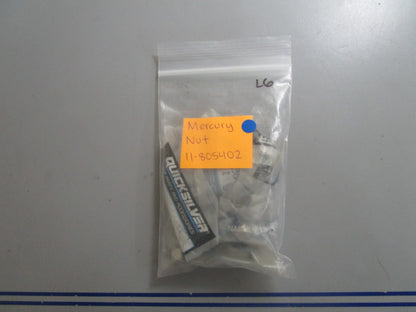 L6
Mercury
Nut
11-805402
QUICKSILVER